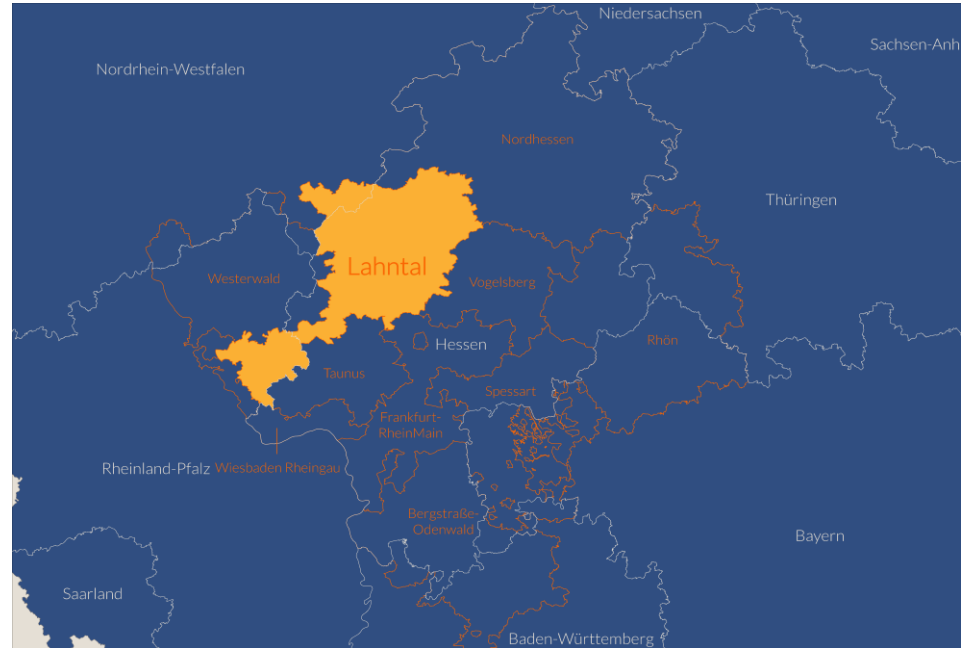 Niedersachsen
Sachsen-Anh
Nordrhein-Westfalen
Nordhessen
Thüringen
Lahntal
Westerwald
Vogelsberg
Hessen
Rhön
Taunus
Spessart
Frankfurt-
RheinMain
Rheinland-Pfalz
Wiesbaden Rheingau
Bergstraße-
Odenwald
Bayern
Saarland
Baden-Württemberg